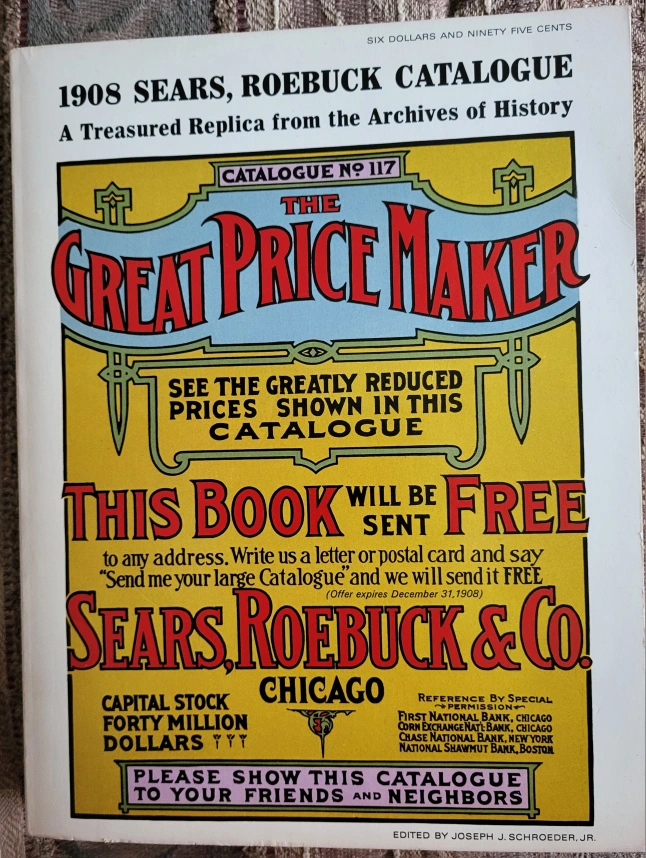 SIX DOLLARS AND NINETY FIVE CENTS
1908 SEARS, ROEBUCK CATALOGUE
A Treasured Replica from the Archives of History
CATALOGUE No 117
THE
GREAT PRICE MAKER
SEE THE GREATLY REDUCED
PRICES SHOWN IN THIS
CATALOGUE
THIS BOOK WILL BE SENT FREE
to any address. Write us a letter or postal card and say
"Send me your large Catalogue" and we will send it FREE
(Offer expires December 31, 1908)
SEARS, ROEBUCK & CO.
CHICAGO
CAPITAL STOCK
FORTY MILLION
DOLLARS
REFERENCE BY SPECIAL
PERMISSION
FIRST NATIONAL BANK, CHICAGO
CORN EXCHANGE NAT'L BANK, CHICAGO
CHASE NATIONAL BANK, NEW YORK
NATIONAL SHAWMUT BANK, BOSTON
PLEASE SHOW THIS CATALOGUE
TO YOUR FRIENDS AND NEIGHBORS
EDITED BY JOSEPH J. SCHROEDER, JR.